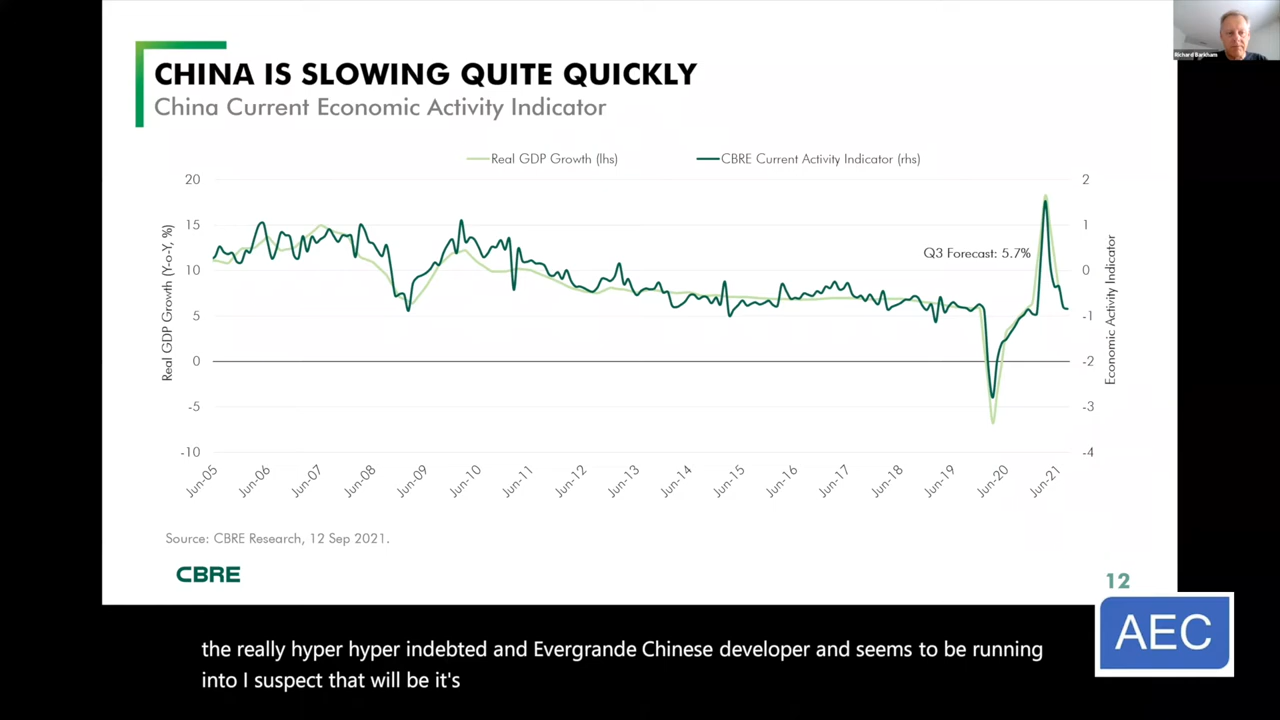 CHINA IS SLOWING QUITE QUICKLY
China Current Economic Activity Indicator
Richard Barkham
Real GDP Growth (lhs)
CBRE Current Activity Indicator (rhs)
20
15
10
5
0
-5
-10
Real GDP Growth (Y-o-Y, %)
Q3 Forecast: 5.7%
2
1
0
-1
-2
-3
-4
Economic Activity Indicator
Jun-05
Jun-06
Jun-07
Jun-08
Jun-09
Jun-10
Jun-11
Jun-12
Jun-13
Jun-14
Jun-15
Jun-16
Jun-17
Jun-18
Jun-19
Jun-20
Jun-21
Source: CBRE Research, 12 Sep 2021.
CBRE
12
AEC
the really hyper hyper indebted and Evergrande Chinese developer and seems to be running
into I suspect that will be it's